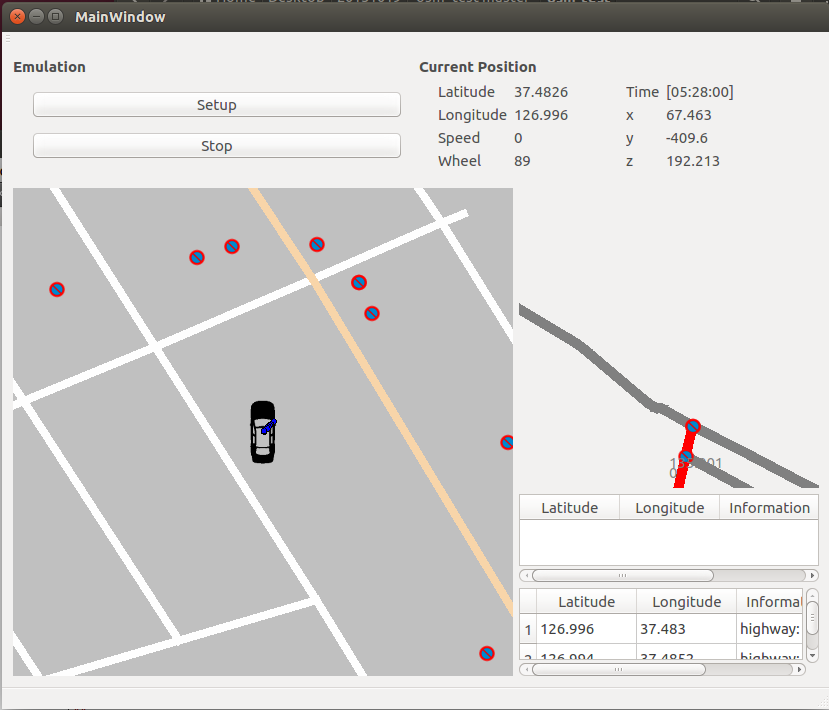 MainWindow
Emulation
Setup
Stop
Current Position
Latitude 37.4826 Time [05:28:00]
Longitude 126.996 x 67.463
Speed 0 y -409.6
Wheel 89 z 192.213
Latitude Longitude Information
Latitude Longitude Informat
1 126.996 37.483 highway:
2 126.994 37.4852 highway: